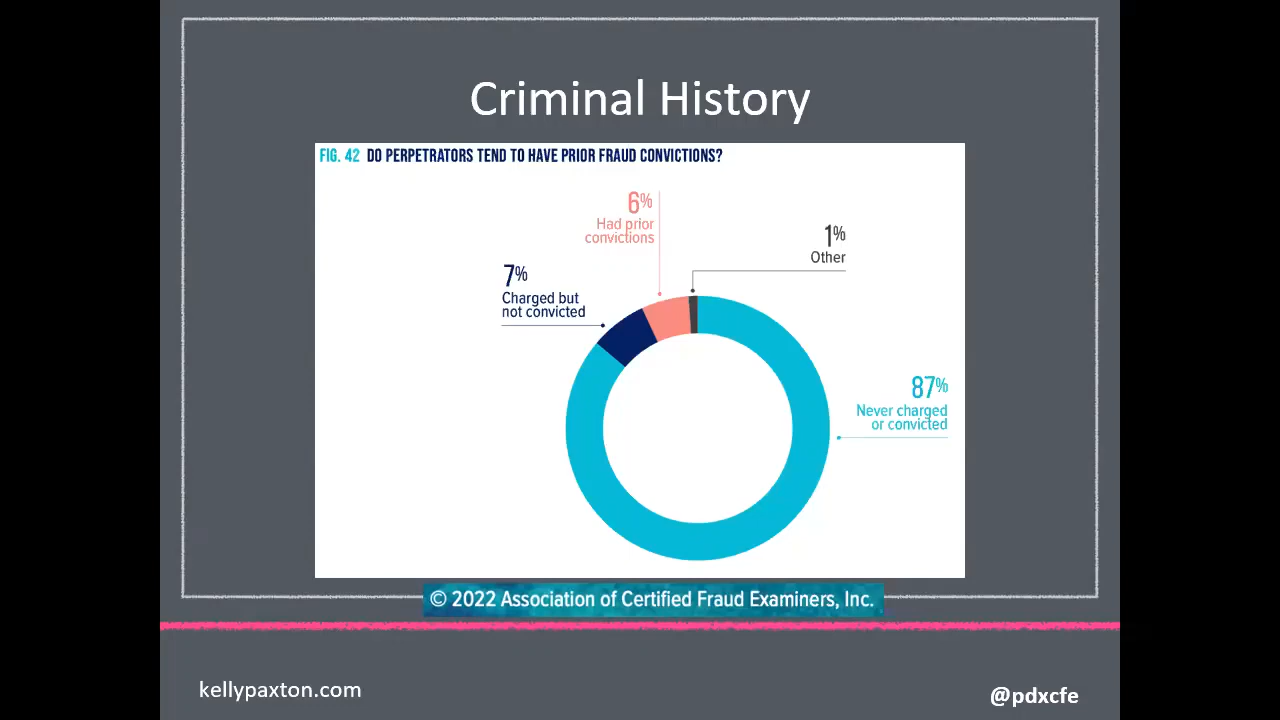 Criminal History
FIG. 42 DO PERPETRATORS TEND TO HAVE PRIOR FRAUD CONVICTIONS?
6%
Had prior
convictions
1%
Other
7%
Charged but
not convicted
87%
Never charged
or convicted
© 2022 Association of Certified Fraud Examiners, Inc.
kellypaxton.com
@pdxcfe